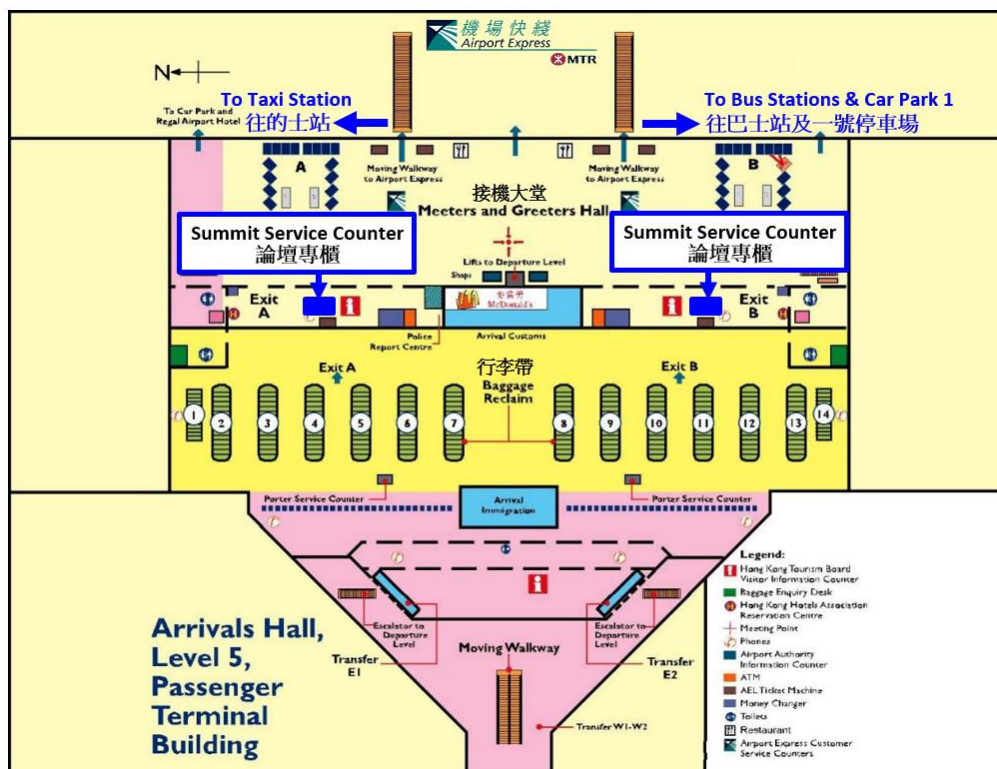 機場快綫
Airport Express
MTR
N
To Car Park and
Regal Airport Hotel
To Taxi Station
往的士站
To Bus Stations & Car Park 1
往巴士站及一號停車場
A
Moving Walkway
to Airport Express
Moving Walkway
to Airport Express
B
接機大堂
Meeters and Greeters Hall
Summit Service Counter
論壇專櫃
Summit Service Counter
論壇專櫃
Lifts to Departure Level
Shops
Exit
A
i
麥當勞
McDonald's
i
Exit
B
Police
Report Centre
Arrival Customs
Exit A
行李帶
Baggage
Reclaim
Exit B
1
2
3
4
5
6
7
8
9
10
11
12
13
14
Porter Service Counter
Arrival
Immigration
Porter Service Counter
i
Escalator to
Departure
Level
Escalator to
Departure
Level
Transfer
E1
Moving Walkway
Transfer
E2
Transfer W1-W2
Arrivals Hall,
Level 5,
Passenger
Terminal
Building
Legend:
i Hong Kong Tourism Board
Visitor Information Counter
Baggage Enquiry Desk
H Hong Kong Hotels Association
Reservation Centre
Meeting Point
Phones
Airport Authority
Information Counter
ATM
AEL Ticket Machine
Money Changer
Toilets
Restaurant
Airport Express Customer
Service Counters